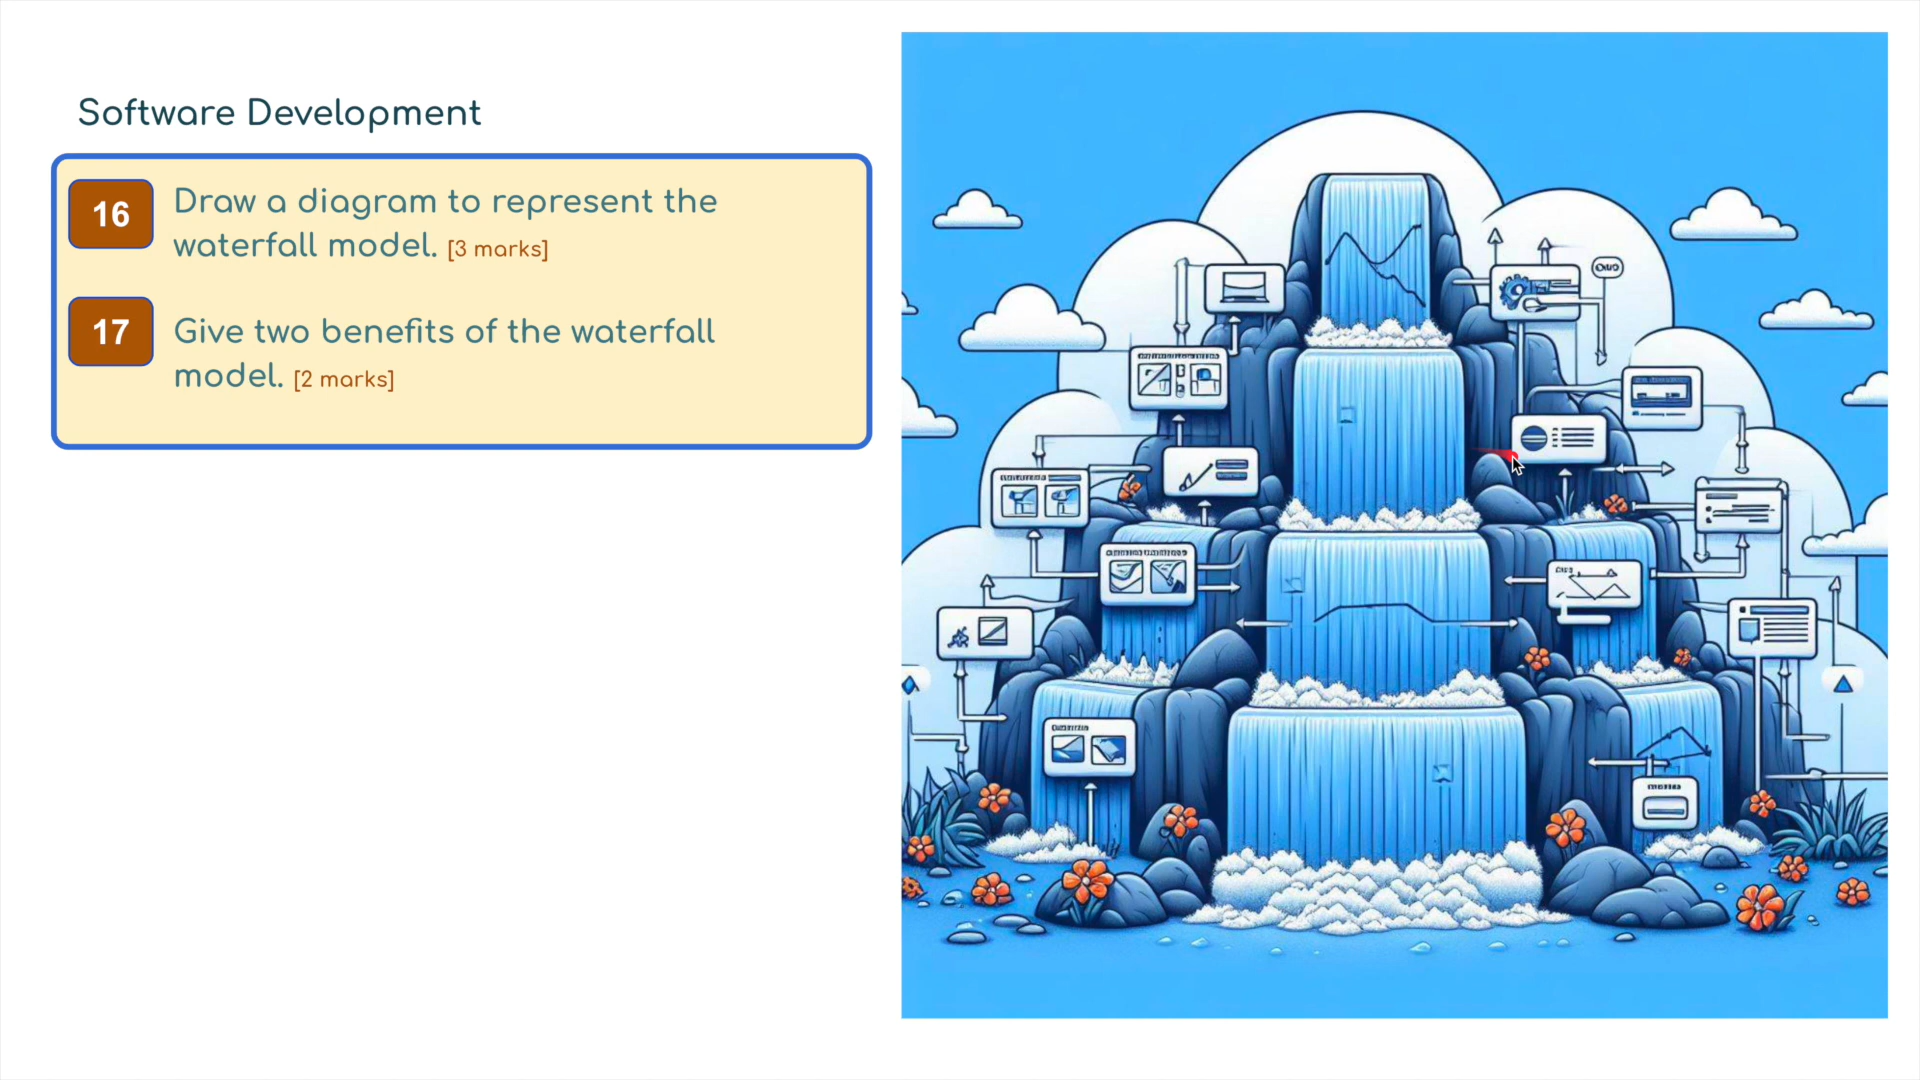 Software Development
16
Draw a diagram to represent the
waterfall model. [3 marks]
17
Give two benefits of the waterfall
model. [2 marks]